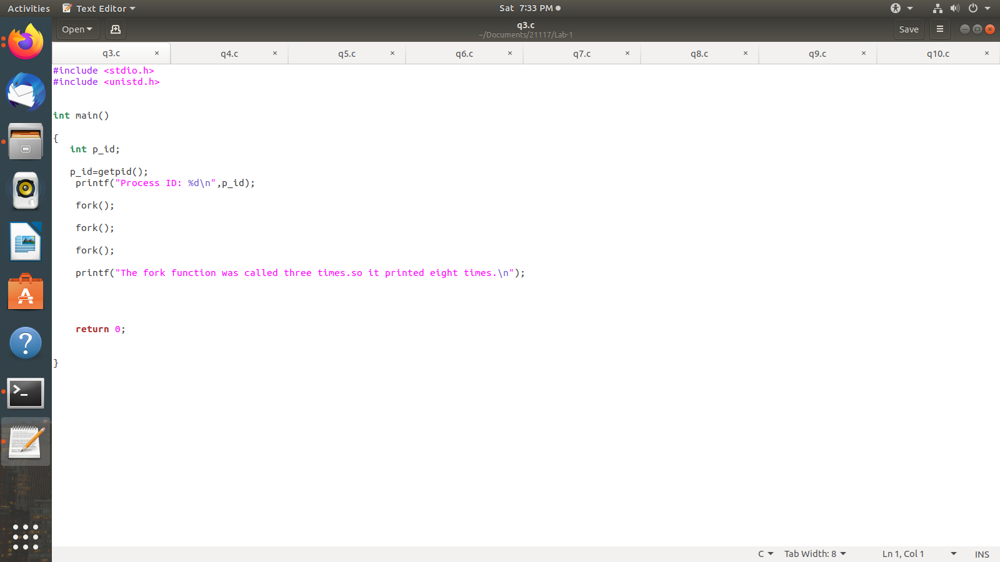 Activities Text Editor Sat 7:33 PM
Open q3.c Save
~/Documents/21117/Lab-1
q3.c × q4.c × q5.c × q6.c × q7.c × q8.c × q9.c × q10.c ×
#include <stdio.h>
#include <unistd.h>
int main()
{
int p_id;
p_id=getpid();
printf("Process ID: %d\n",p_id);
fork();
fork();
fork();
printf("The fork function was called three times.so it printed eight times.\n");
return 0;
}
C Tab Width: 8 Ln 1, Col 1 INS